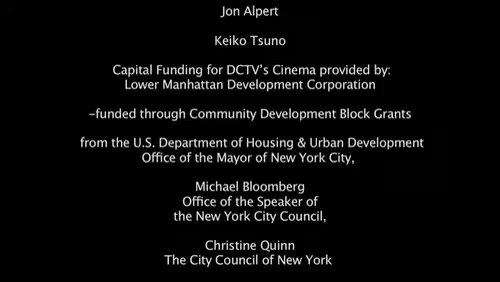 Jon Alpert
Keiko Tsuno
Capital Funding for DCTV's Cinema provided by:
Lower Manhattan Development Corporation
–funded through Community Development Block Grants
from the U.S. Department of Housing & Urban Development
Office of the Mayor of New York City,
Michael Bloomberg
Office of the Speaker of
the New York City Council,
Christine Quinn
The City Council of New York